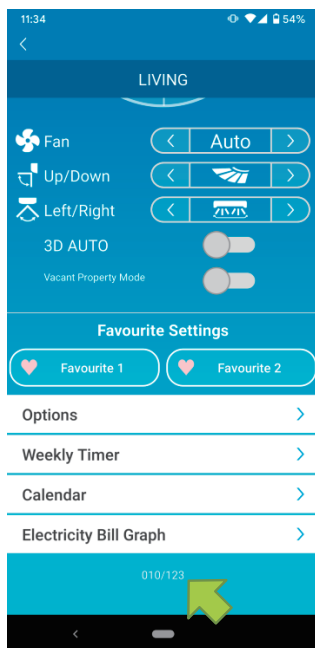 11:34
54%
LIVING
Fan
Auto
Up/Down
Left/Right
3D AUTO
Vacant Property Mode
Favourite Settings
Favourite 1
Favourite 2
Options
Weekly Timer
Calendar
Electricity Bill Graph
010/123